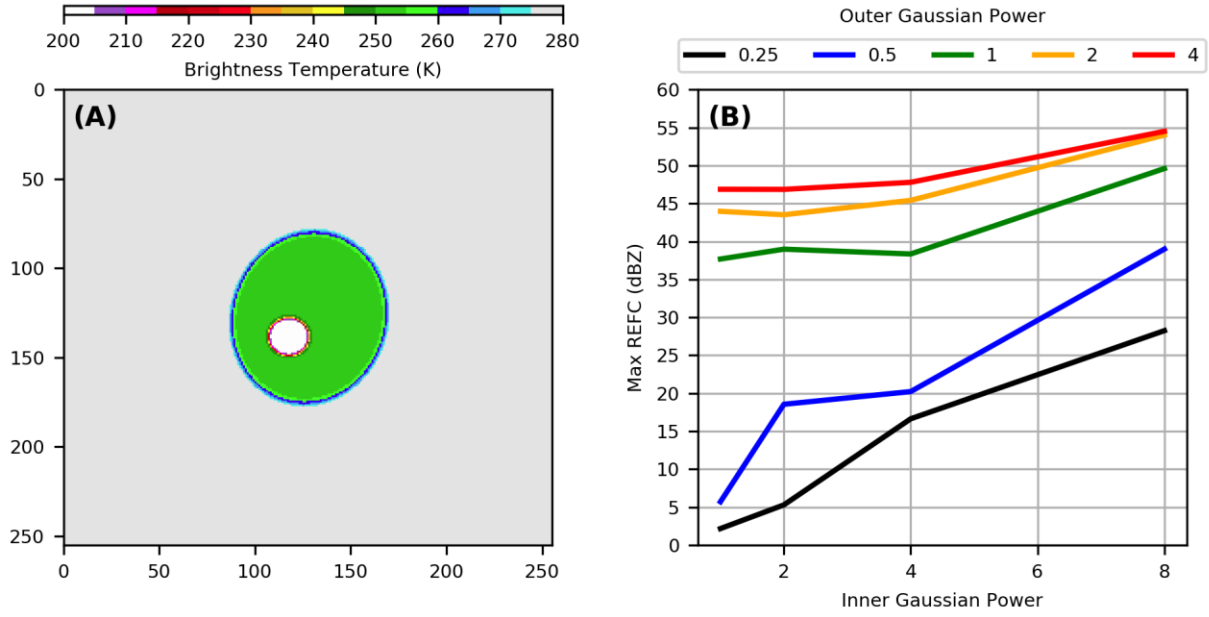 200 210 220 230 240 250 260 270 280
Brightness Temperature (K)
(A)
0
50
100
150
200
250
0 50 100 150 200 250
Outer Gaussian Power
0.25 0.5 1 2 4
(B)
60
55
50
45
40
35
30
25
20
15
10
5
0
Max REFC (dBZ)
2 4 6 8
Inner Gaussian Power